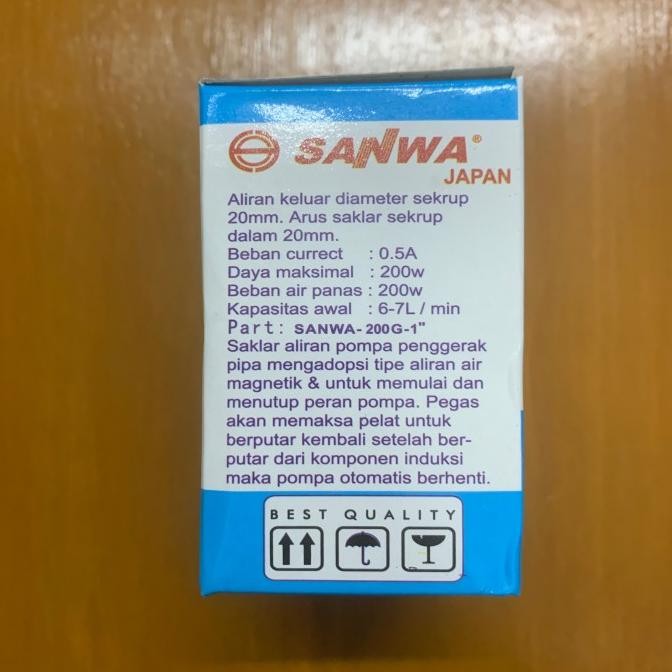 SANWA®
JAPAN
Aliran keluar diameter sekrup
20mm. Arus saklar sekrup
dalam 20mm.
Beban currect : 0.5A
Daya maksimal : 200w
Beban air panas : 200w
Kapasitas awal : 6-7L / min
Part: SANWA-200G-1"
Saklar aliran pompa penggerak
pipa mengadopsi tipe aliran air
magnetik & untuk memulai dan
menutup peran pompa. Pegas
akan memaksa pelat untuk
berputar kembali setelah ber-
putar dari komponen induksi
maka pompa otomatis berhenti.
BEST QUALITY